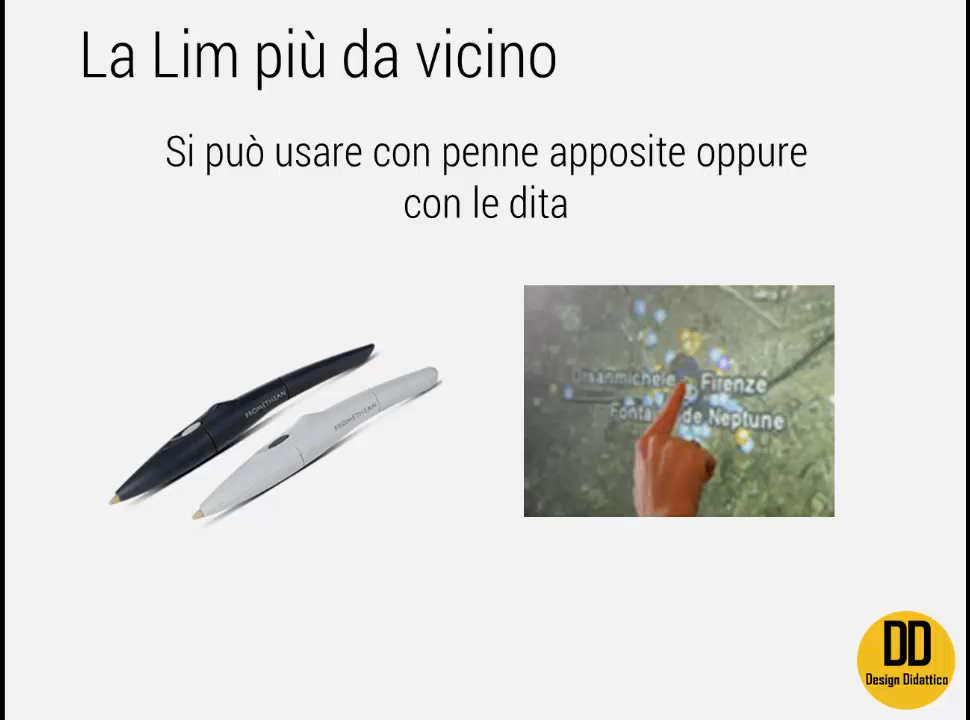 La Lim più da vicino
Si può usare con penne apposite oppure
con le dita
PROMETHEAN
PROMETHEAN
Firenze
de Neptune
DD
Design Didattico